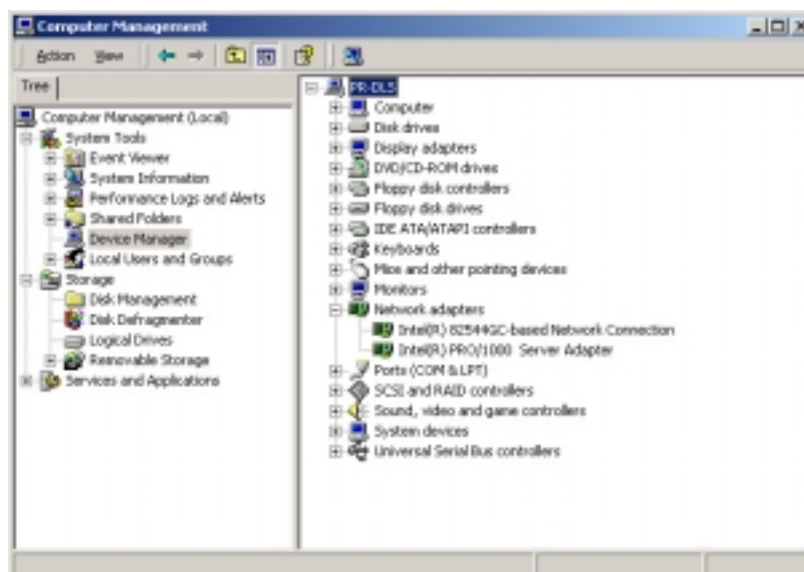 Computer Management
Action View
Tree
Computer Management (Local)
System Tools
Event Viewer
System Information
Performance Logs and Alerts
Shared Folders
Device Manager
Local Users and Groups
Storage
Disk Management
Disk Defragmenter
Logical Drives
Removable Storage
Services and Applications
PR-DLS
Computer
Disk drives
Display adapters
DVD/CD-ROM drives
Floppy disk controllers
Floppy disk drives
IDE ATA/ATAPI controllers
Keyboards
Mice and other pointing devices
Monitors
Network adapters
Intel(R) 82544GC-based Network Connection
Intel(R) PRO/1000 Server Adapter
Ports (COM & LPT)
SCSI and RAID controllers
Sound, video and game controllers
System devices
Universal Serial Bus controllers